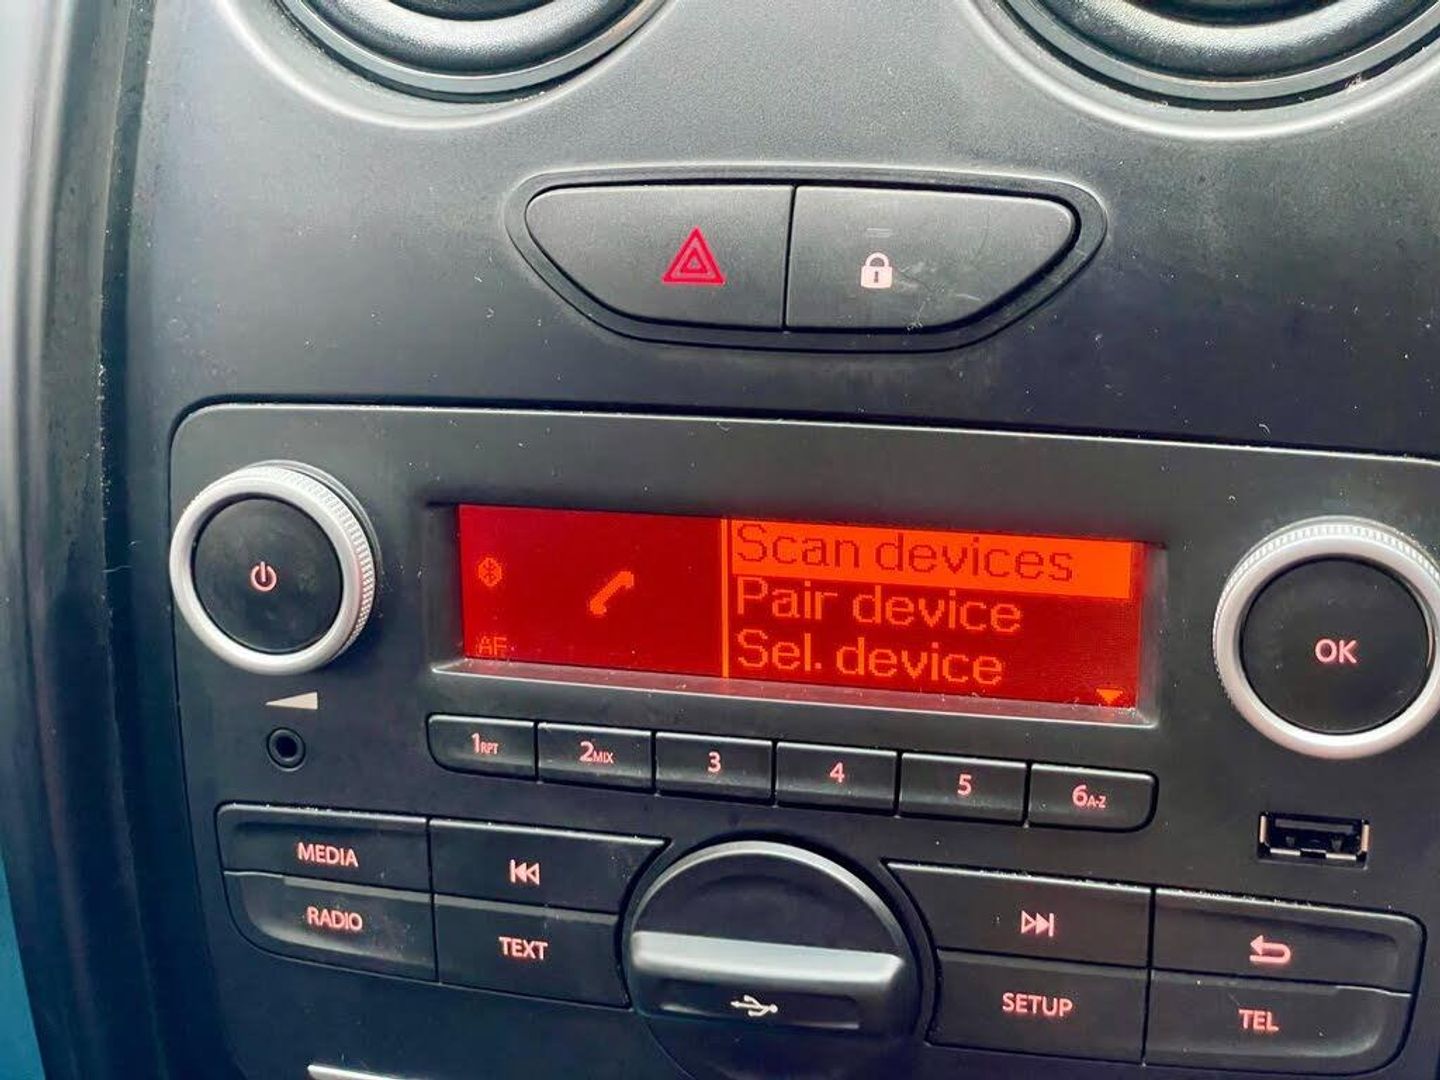 Scan devices
Pair device
Sel. device
AF
OK
1RPT
2MIX
3
4
5
6A-Z
MEDIA
RADIO
TEXT
SETUP
TEL